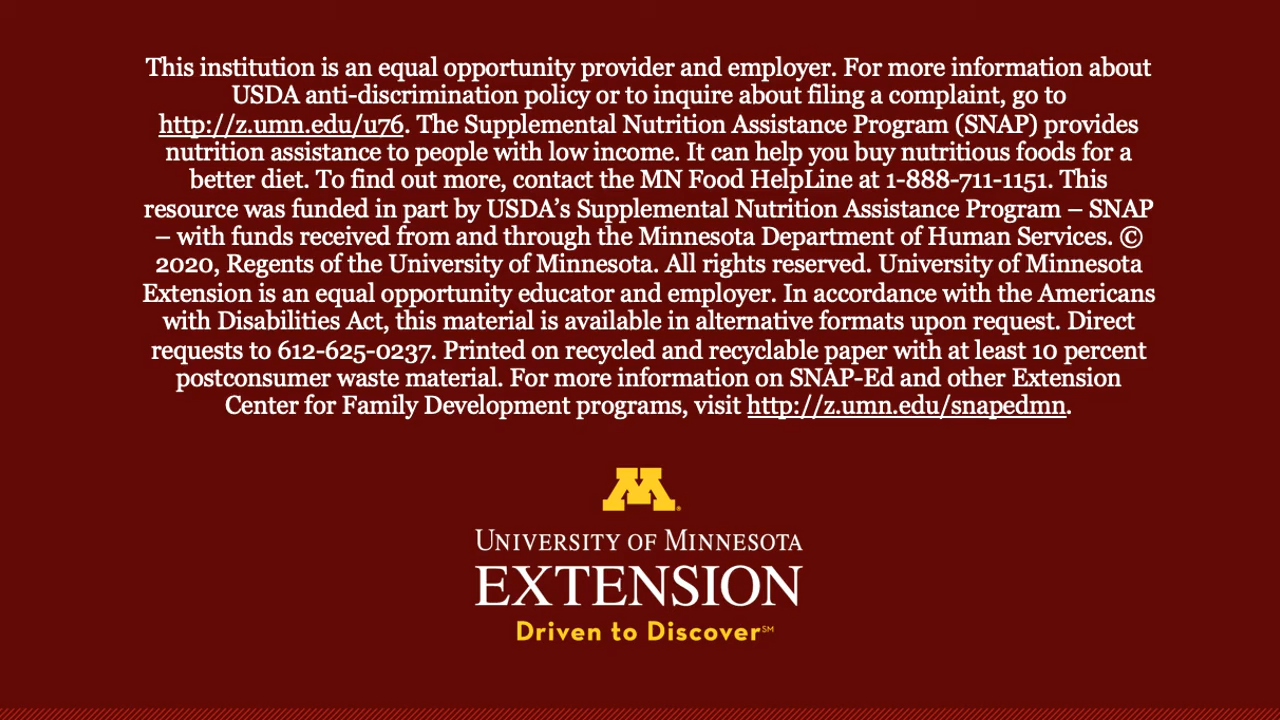 This institution is an equal opportunity provider and employer. For more information about
USDA anti-discrimination policy or to inquire about filing a complaint, go to
http://z.umn.edu/u76. The Supplemental Nutrition Assistance Program (SNAP) provides
nutrition assistance to people with low income. It can help you buy nutritious foods for a
better diet. To find out more, contact the MN Food HelpLine at 1-888-711-1151. This
resource was funded in part by USDA’s Supplemental Nutrition Assistance Program – SNAP
– with funds received from and through the Minnesota Department of Human Services. ©
2020, Regents of the University of Minnesota. All rights reserved. University of Minnesota
Extension is an equal opportunity educator and employer. In accordance with the Americans
with Disabilities Act, this material is available in alternative formats upon request. Direct
requests to 612-625-0237. Printed on recycled and recyclable paper with at least 10 percent
postconsumer waste material. For more information on SNAP-Ed and other Extension
Center for Family Development programs, visit http://z.umn.edu/snapedmn.
M®
UNIVERSITY OF MINNESOTA
EXTENSION
Driven to Discover℠